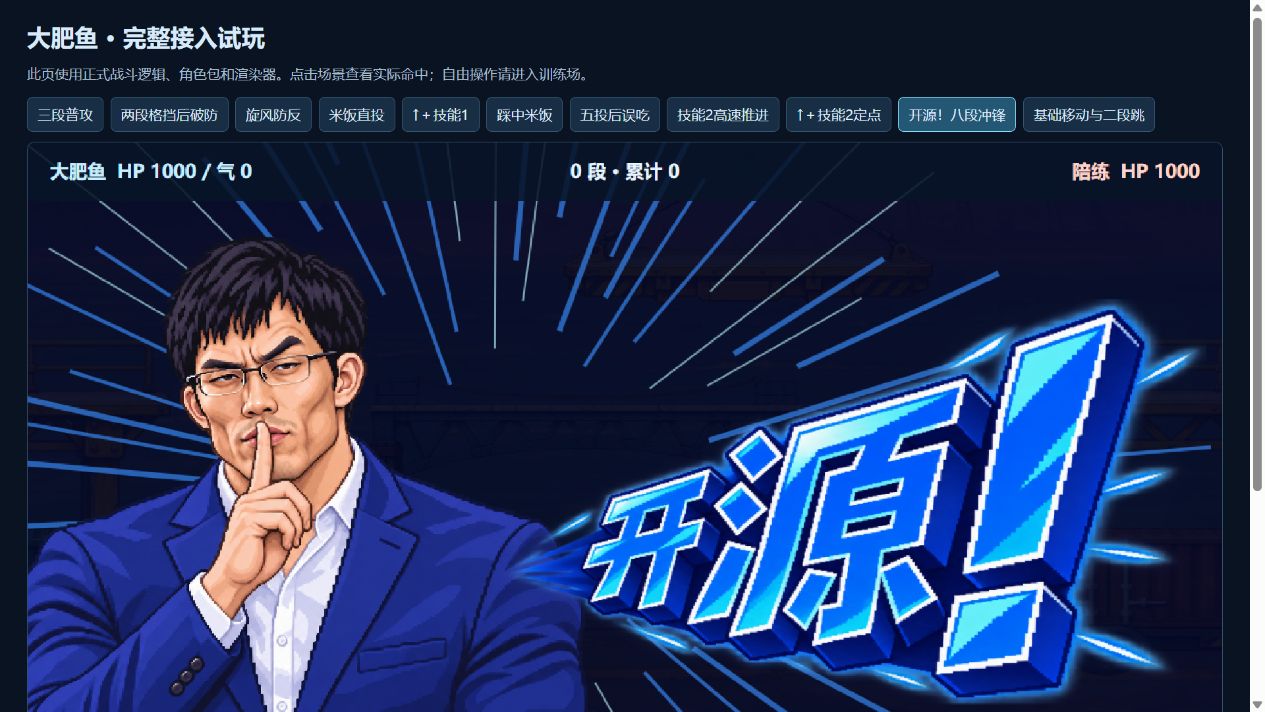 大肥鱼・完整接入试玩
此页使用正式战斗逻辑、角色包和渲染器。点击场景查看实际命中；自由操作请进入训练场。
三段普攻 两段格挡后破防 旋风防反 米饭直投 ↑+技能1 踩中米饭 五投后误吃 技能2高速推进 ↑+技能2定点 开源！八段冲锋 基础移动与二段跳
大肥鱼 HP 1000 / 气 0 0 段・累计 0 陪练 HP 1000
开源！